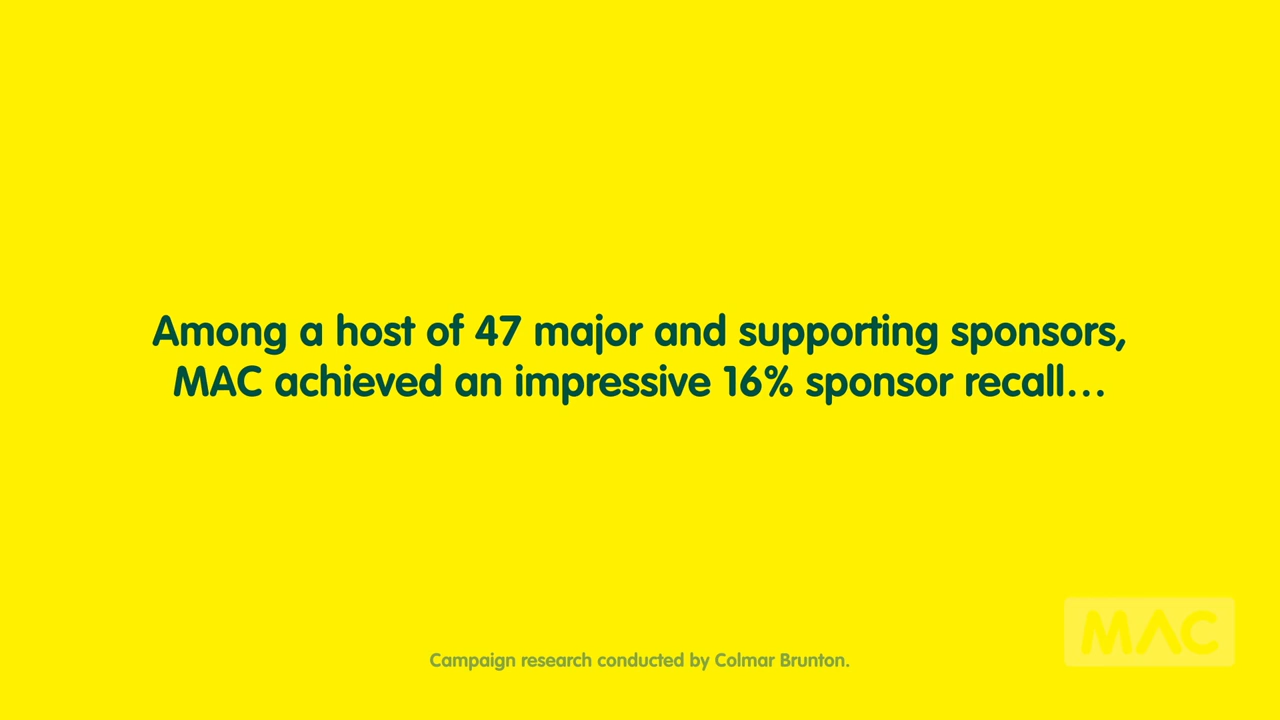 Among a host of 47 major and supporting sponsors,
MAC achieved an impressive 16% sponsor recall...
Campaign research conducted by Colmar Brunton.
MAC